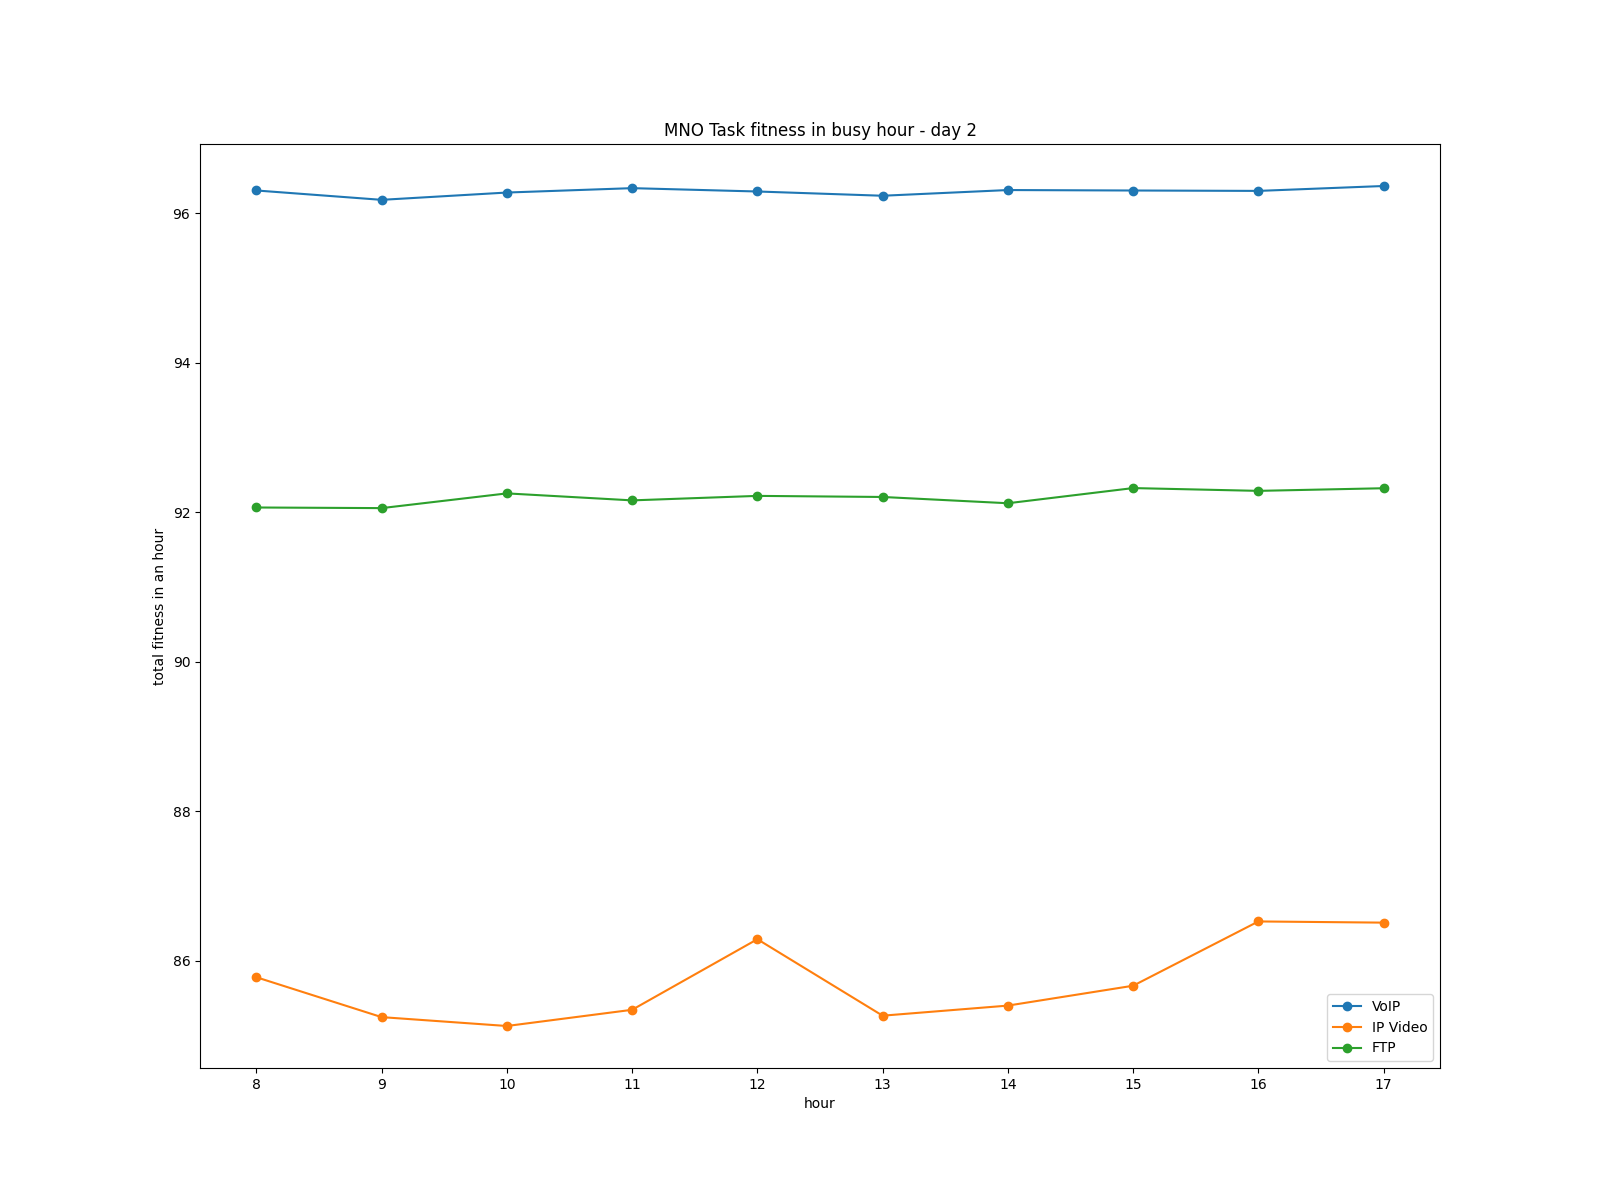 MNO Task fitness in busy hour - day 2
96
94
92
90
88
86
total fitness in an hour
8 9 10 11 12 13 14 15 16 17
hour
VoIP
IP Video
FTP